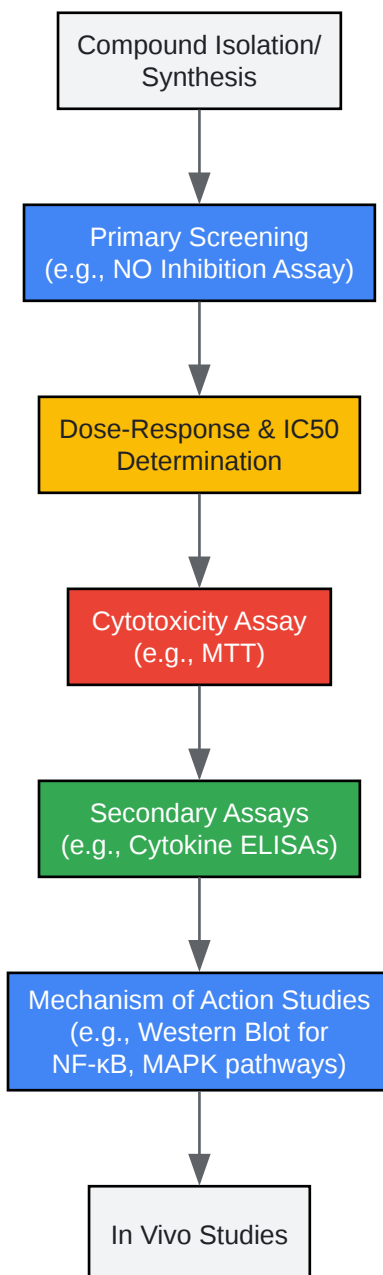 Compound Isolation/
Synthesis
Primary Screening
(e.g., NO Inhibition Assay)
Dose-Response & IC50
Determination
Cytotoxicity Assay
(e.g., MTT)
Secondary Assays
(e.g., Cytokine ELISAs)
Mechanism of Action Studies
(e.g., Western Blot for
NF-κB, MAPK pathways)
In Vivo Studies